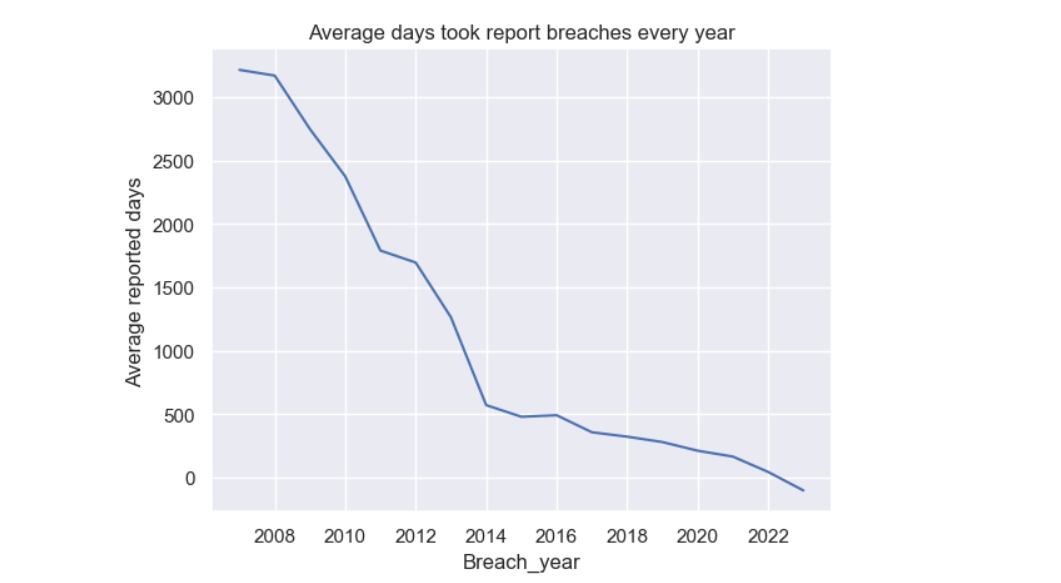 Average days took report breaches every year
3000
2500
2000
1500
1000
500
0
Average reported days
2008 2010 2012 2014 2016 2018 2020 2022
Breach_year